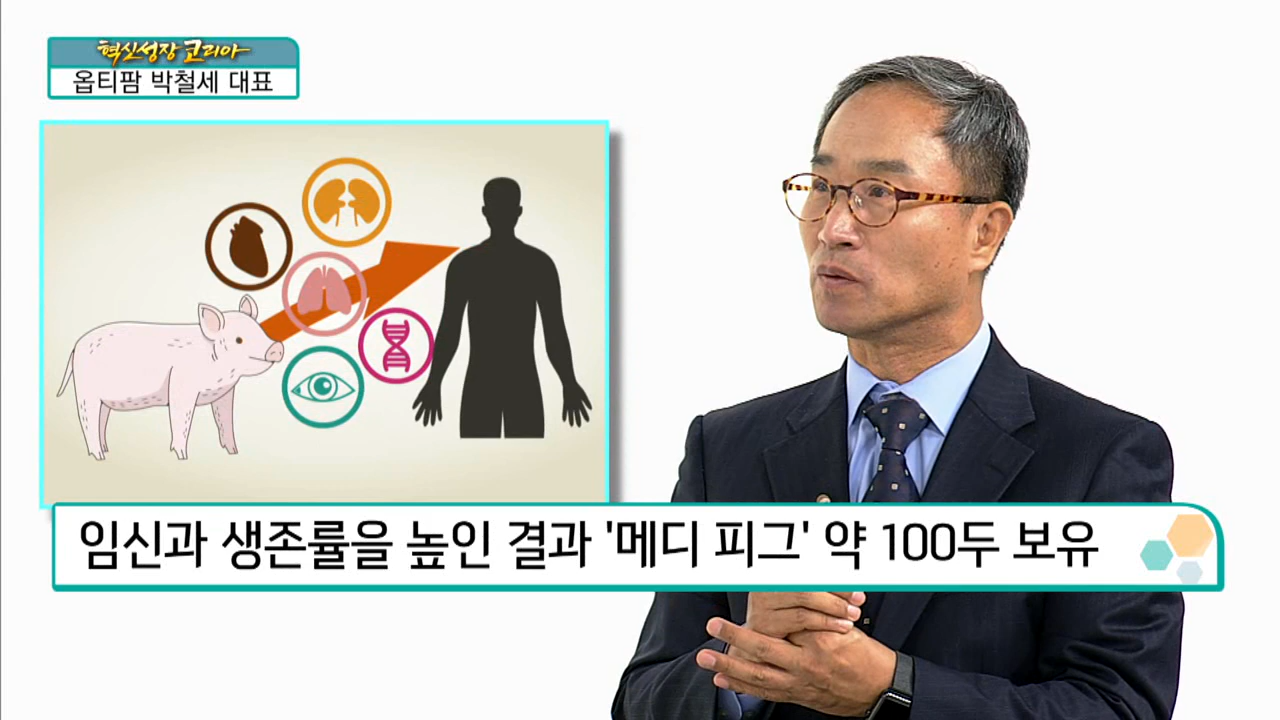 혁신성장 코리아
옵티팜 박철세 대표
임신과 생존률을 높인 결과 '메디 피그' 약 100두 보유